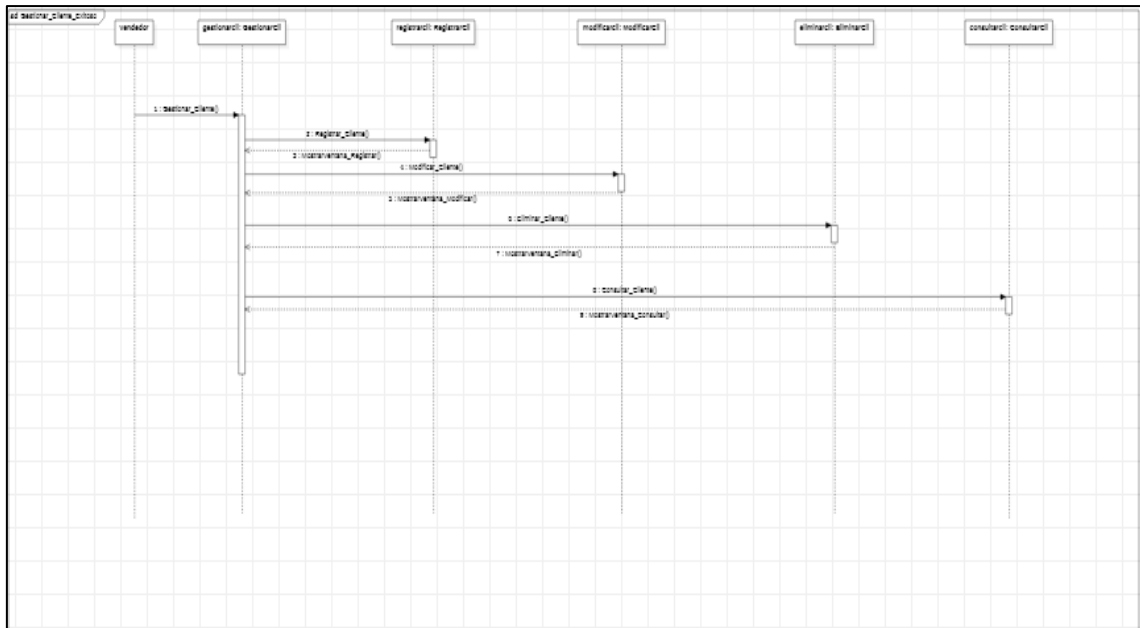 sd Gestionar_Cliente_Exitoso
vendedor
gestionarcli: GestionarCli
registrarcli: RegistrarCli
modificarcli: ModificarCli
eliminarcli: EliminarCli
consultarcli: ConsultarCli
1 : Gestionar_Cliente()
2 : Registrar_Cliente()
3 : MostrarVentana_Registrar()
4 : Modificar_Cliente()
5 : MostrarVentana_Modificar()
6 : Eliminar_Cliente()
7 : MostrarVentana_Eliminar()
8 : Consultar_Cliente()
9 : MostrarVentana_Consultar()